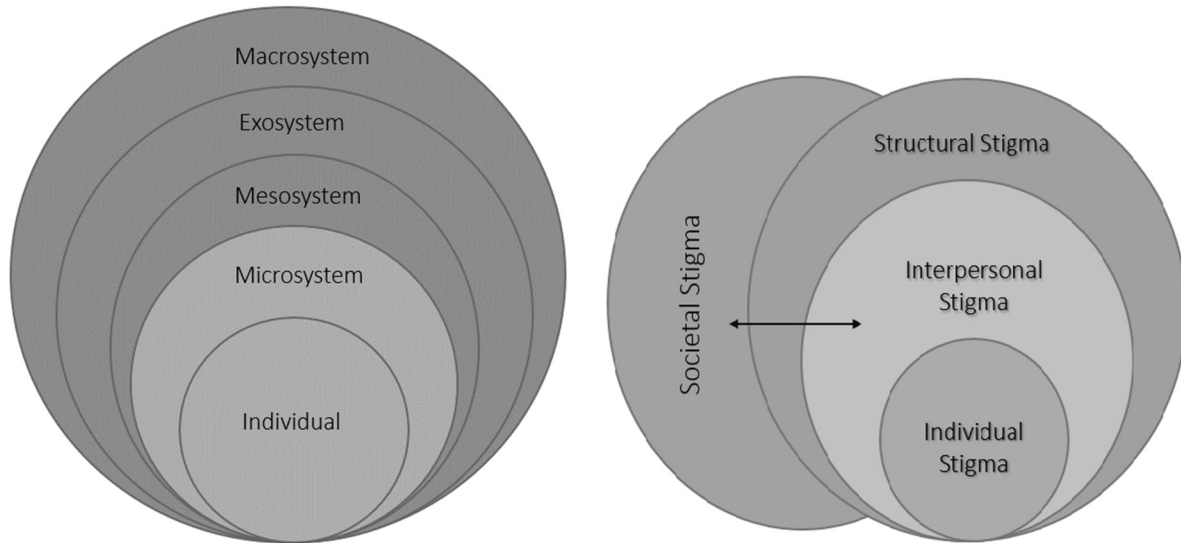 Macrosystem
Exosystem
Mesosystem
Microsystem
Individual
Societal Stigma
Structural Stigma
Interpersonal
Stigma
Individual
Stigma